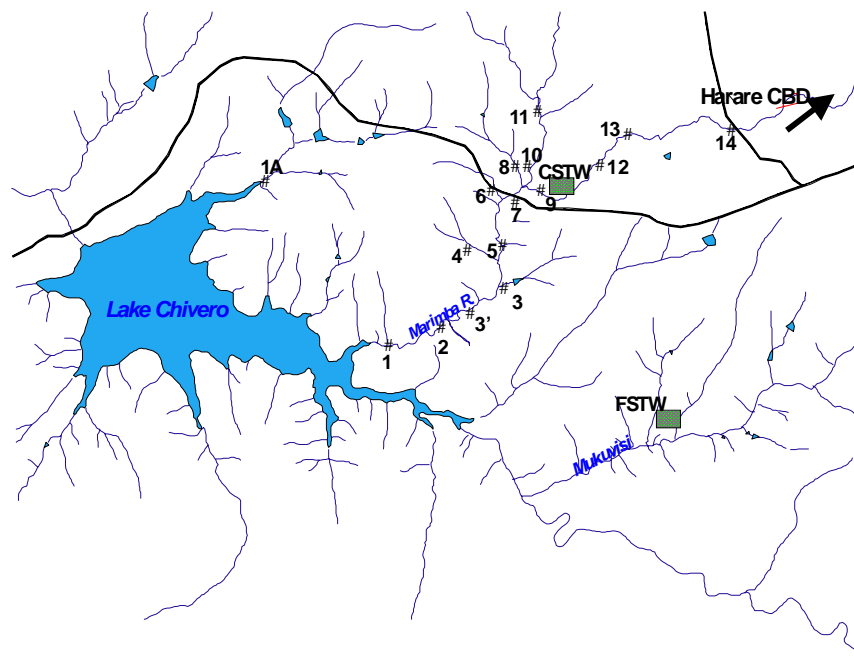 Harare CBD
11
13
14
8
10
CSTW
12
1A
6
9
7
4
5
3
Lake Chivero
Marimba R.
3'
2
1
FSTW
Mukuvisi